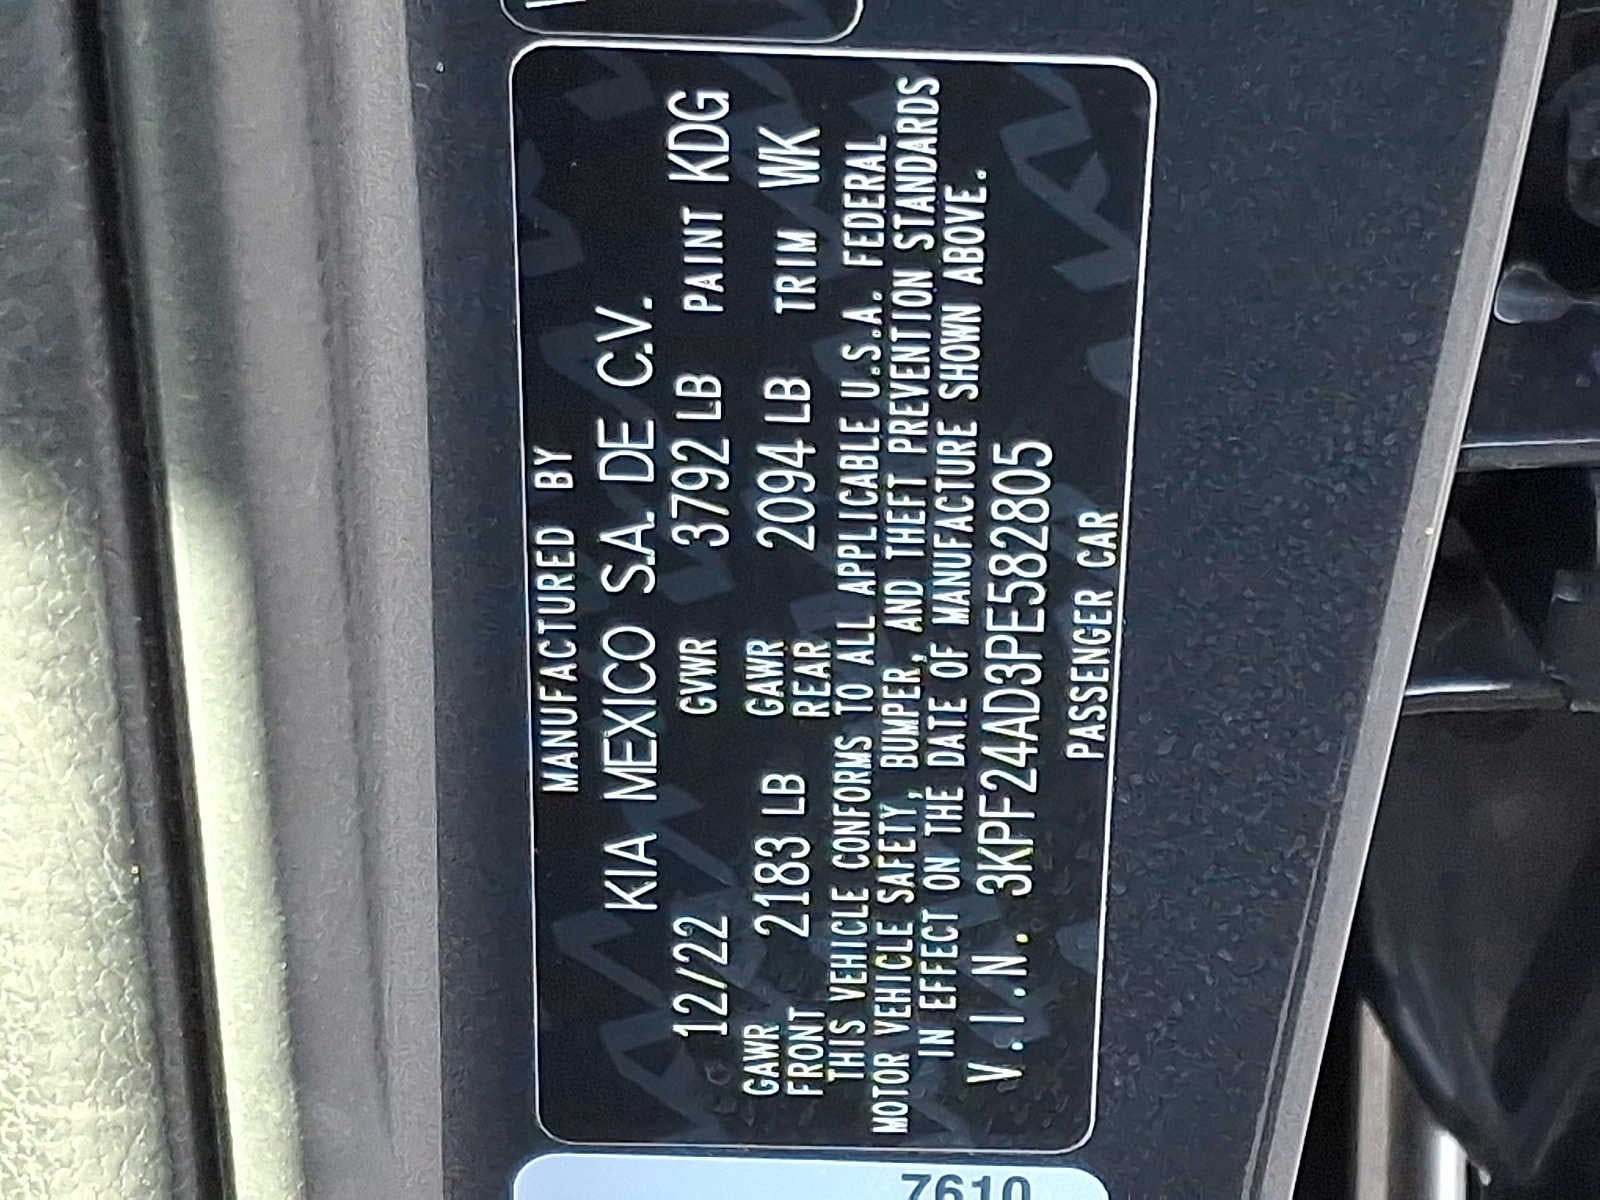 MANUFACTURED BY
KIA MEXICO S.A. DE C.V.
12/22 GVWR 3792 LB PAINT KDG
GAWR FRONT 2183 LB GAWR REAR 2094 LB TRIM WK
THIS VEHICLE CONFORMS TO ALL APPLICABLE U.S.A. FEDERAL
MOTOR VEHICLE SAFETY, BUMPER, AND THEFT PREVENTION STANDARDS
IN EFFECT ON THE DATE OF MANUFACTURE SHOWN ABOVE.
V.I.N. 3KPF24AD3PE582805
PASSENGER CAR
7610